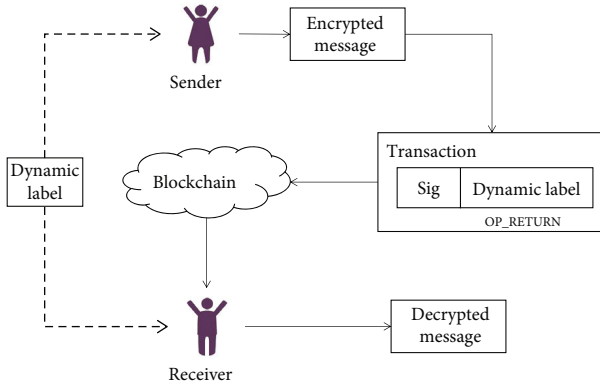 Encrypted
message
Sender
Transaction
Sig
Dynamic label
OP_RETURN
Dynamic
label
Blockchain
Decrypted
message
Receiver